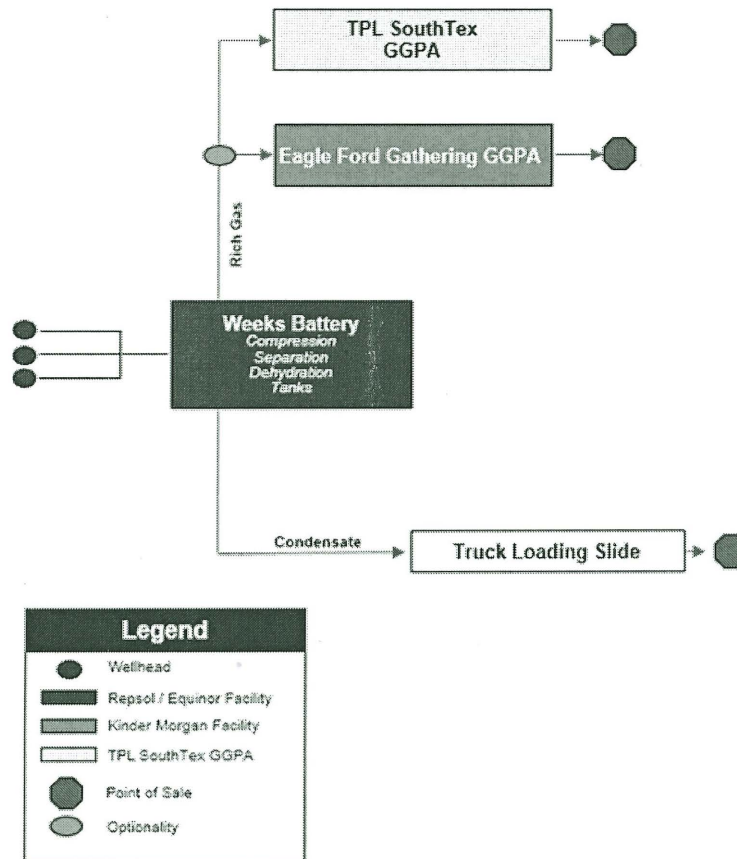 TPL SouthTex
GGPA
Eagle Ford Gathering GGPA
Rich Gas
Weeks Battery
Compression
Separation
Dehydration
Tanks
Condensate
Truck Loading Slide
Legend
Wellhead
Repsol / Equinor Facility
Kinder Morgan Facility
TPL SouthTex GGPA
Point of Sale
Optionality